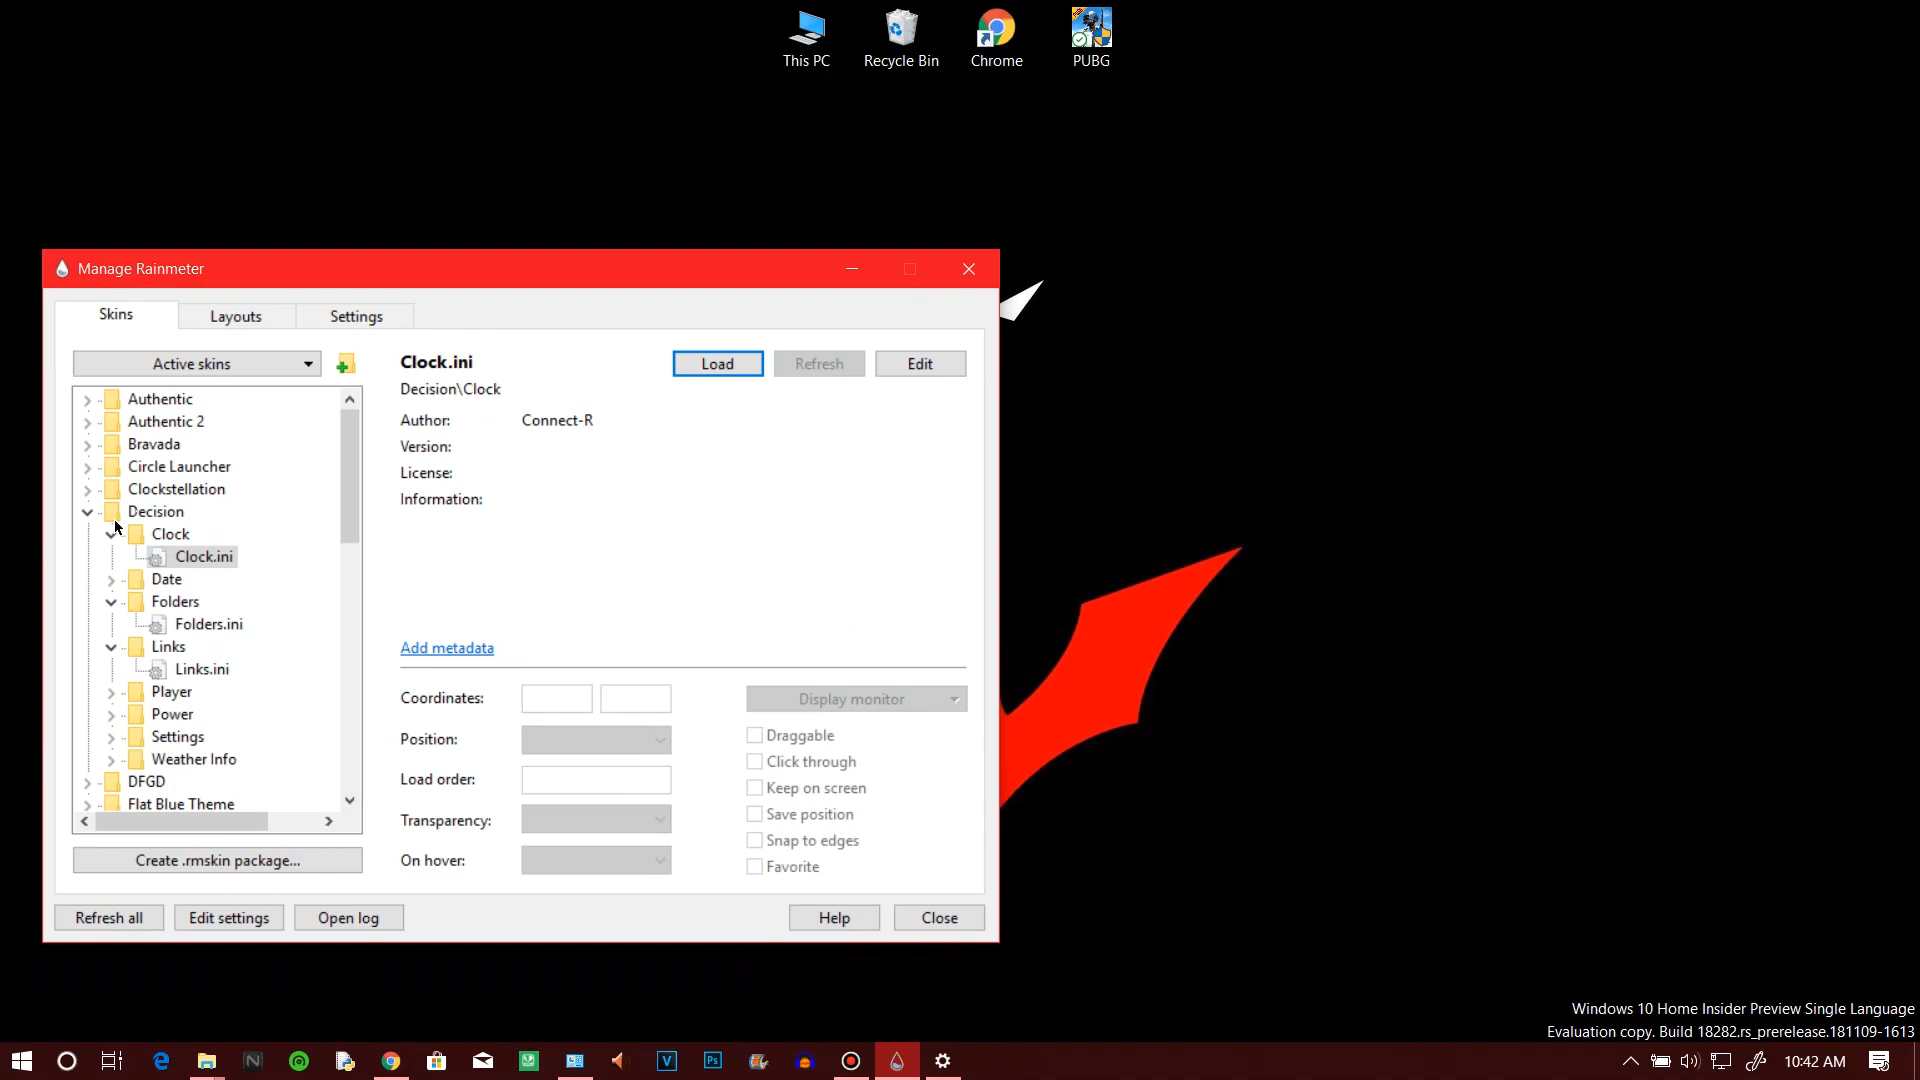 This PC
Recycle Bin
Chrome
PUBG
Manage Rainmeter
Skins
Layouts
Settings
Active skins
Authentic
Authentic 2
Bravada
Circle Launcher
Clockstellation
Decision
Clock
Clock.ini
Date
Folders
Folders.ini
Links
Links.ini
Player
Power
Settings
Weather Info
DFGD
Flat Blue Theme
Create .rmskin package...
Clock.ini
Load
Refresh
Edit
Decision\Clock
Author: Connect-R
Version:
License:
Information:
Add metadata
Coordinates:
Position:
Load order:
Transparency:
On hover:
Display monitor
Draggable
Click through
Keep on screen
Save position
Snap to edges
Favorite
Refresh all
Edit settings
Open log
Help
Close
Windows 10 Home Insider Preview Single Language
Evaluation copy. Build 18282.rs_prerelease.181109-1613
10:42 AM